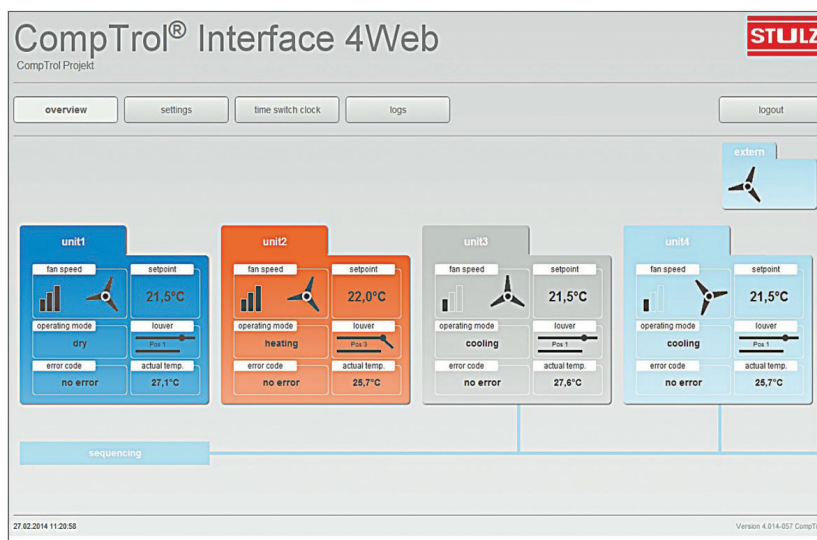 CompTrol® Interface 4Web
STULZ
CompTrol Projekt
overview
settings
time switch clock
logs
logout
extern
unit1
fan speed
setpoint
21,5°C
operating mode
louver
dry
Pos 1
error code
actual temp.
no error
27,1°C
unit2
fan speed
setpoint
22,0°C
operating mode
louver
heating
Pos 3
error code
actual temp.
no error
25,7°C
unit3
fan speed
setpoint
21,5°C
operating mode
louver
cooling
Pos 1
error code
actual temp.
no error
27,6°C
unit4
fan speed
setpoint
21,5°C
operating mode
louver
cooling
Pos 1
error code
actual temp.
no error
25,7°C
sequencing
27.02.2014 11:20:58
Version 4.014-057